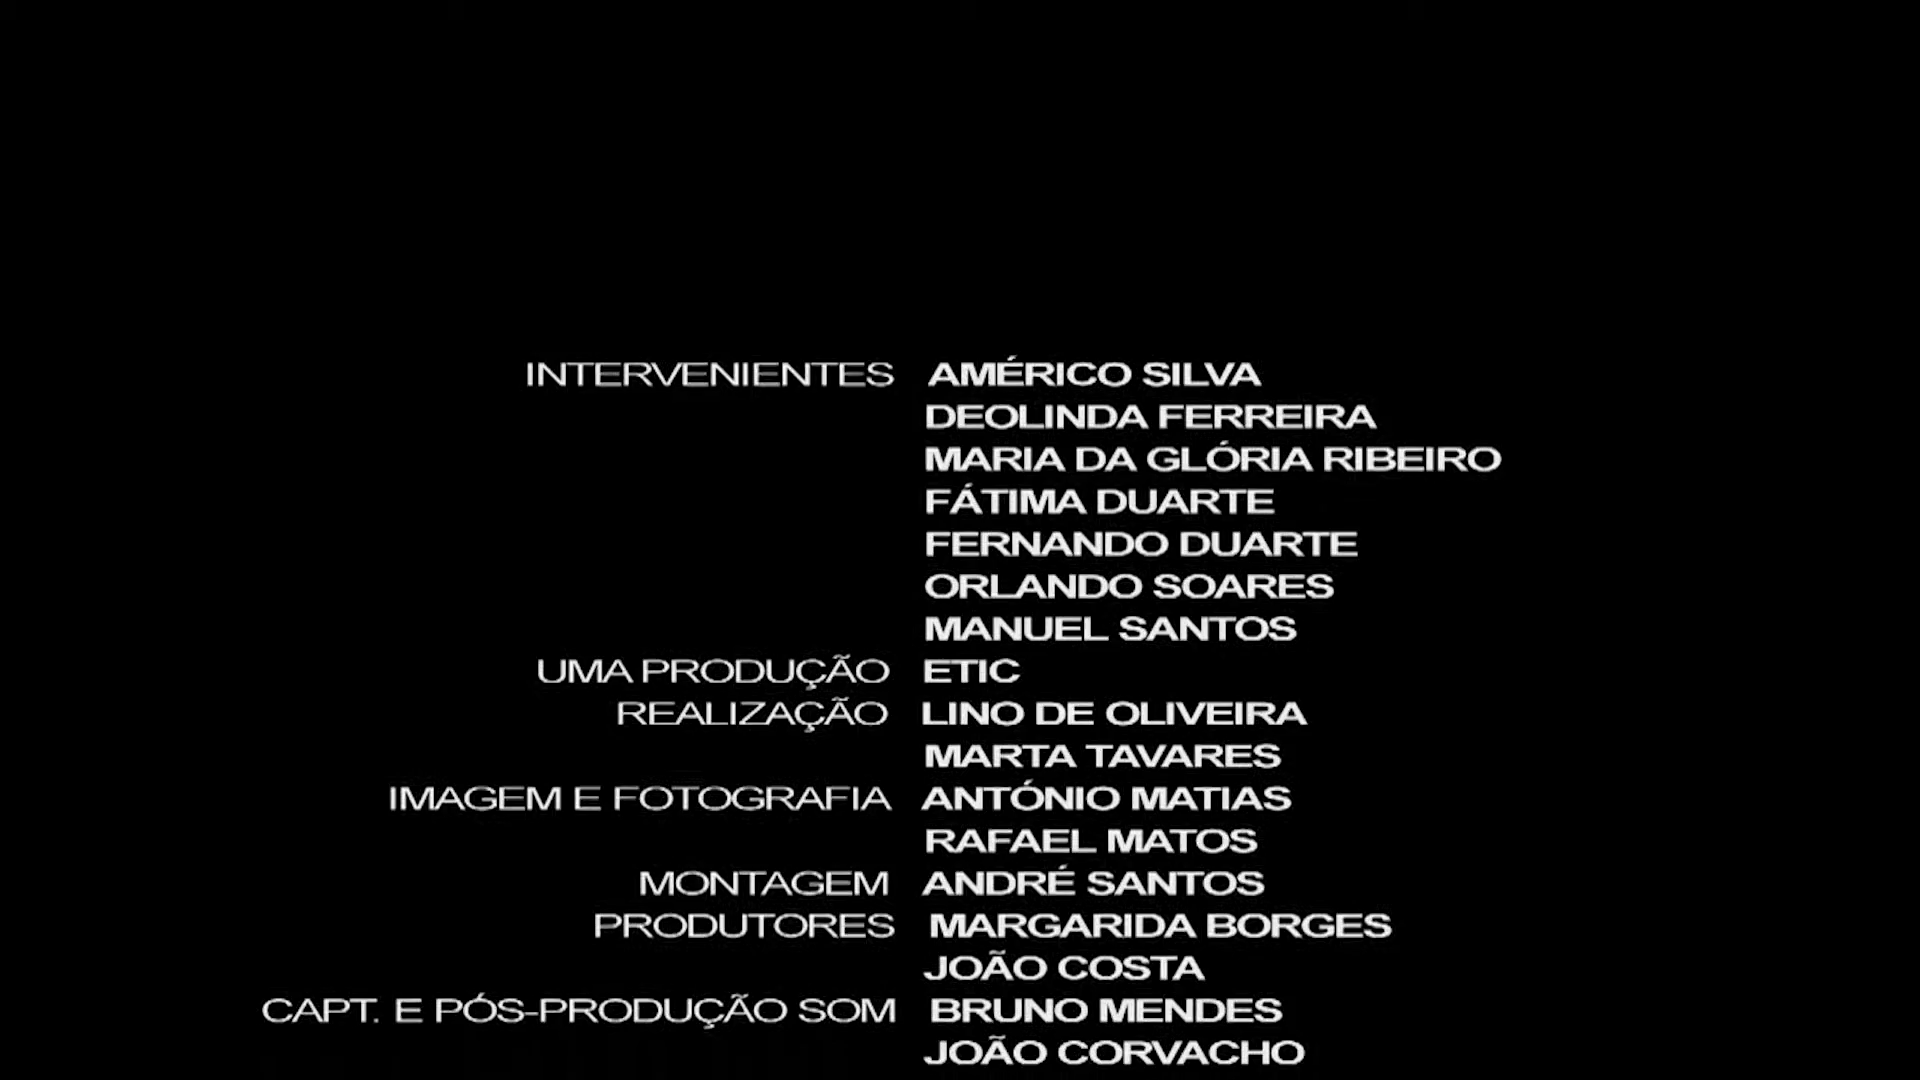 INTERVENIENTES AMÉRICO SILVA
DEOLINDA FERREIRA
MARIA DA GLÓRIA RIBEIRO
FÁTIMA DUARTE
FERNANDO DUARTE
ORLANDO SOARES
MANUEL SANTOS
UMA PRODUÇÃO ETIC
REALIZAÇÃO LINO DE OLIVEIRA
MARTA TAVARES
IMAGEM E FOTOGRAFIA ANTÓNIO MATIAS
RAFAEL MATOS
MONTAGEM ANDRÉ SANTOS
PRODUTORES MARGARIDA BORGES
JOÃO COSTA
CAPT. E PÓS-PRODUÇÃO SOM BRUNO MENDES
JOÃO CORVACHO